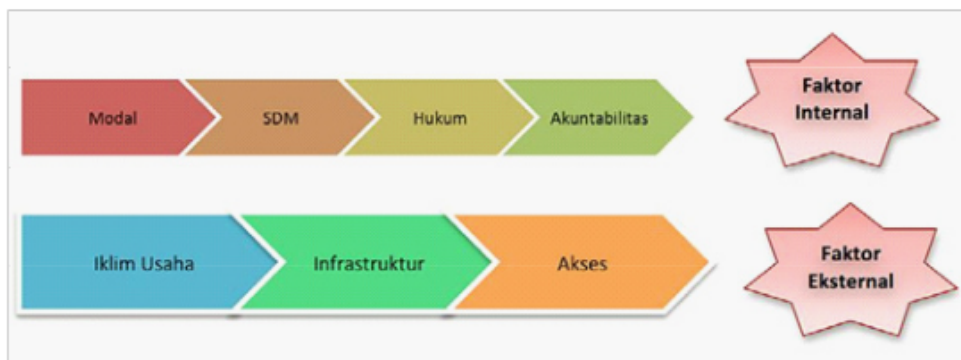 Modal
SDM
Hukum
Akuntabilitas
Faktor
Internal
Iklim Usaha
Infrastruktur
Akses
Faktor
Eksternal